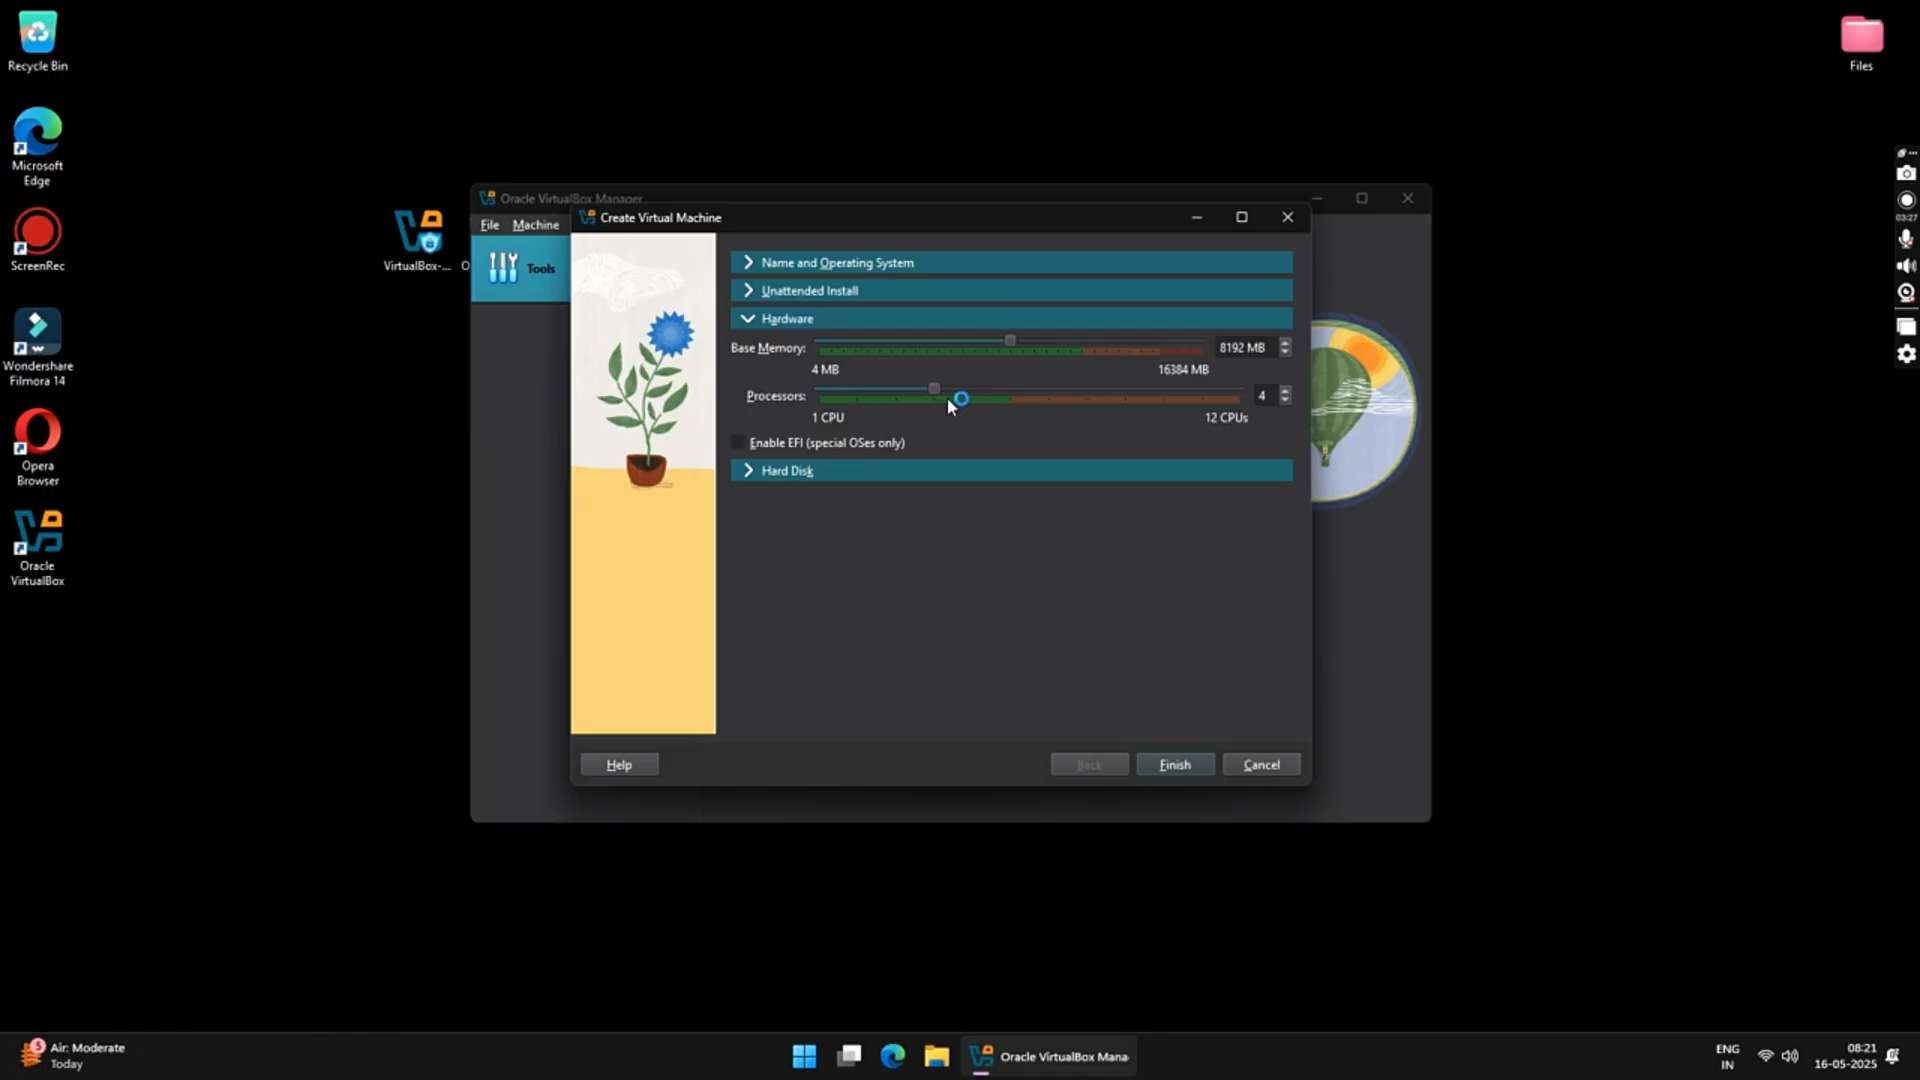 Recycle Bin
Microsoft
Edge
ScreenRec
Wondershare
Filmora 14
Opera
Browser
Oracle
VirtualBox
VirtualBox-...
O
Files
03:27
Oracle VirtualBox Manager
File Machine
Tools
Create Virtual Machine
Name and Operating System
Unattended Install
Hardware
Base Memory: 8192 MB
4 MB 16384 MB
Processors: 4
1 CPU 12 CPUs
Enable EFI (special OSes only)
Hard Disk
Help Back Finish Cancel
5
Air: Moderate
Today
Oracle VirtualBox Mana
ENG
IN
08:21
16-05-2025